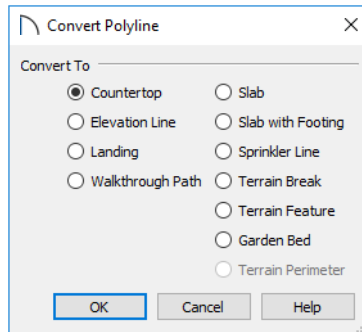 Convert Polyline
Convert To
Countertop
Elevation Line
Landing
Walkthrough Path
Slab
Slab with Footing
Sprinkler Line
Terrain Break
Terrain Feature
Garden Bed
Terrain Perimeter
OK
Cancel
Help